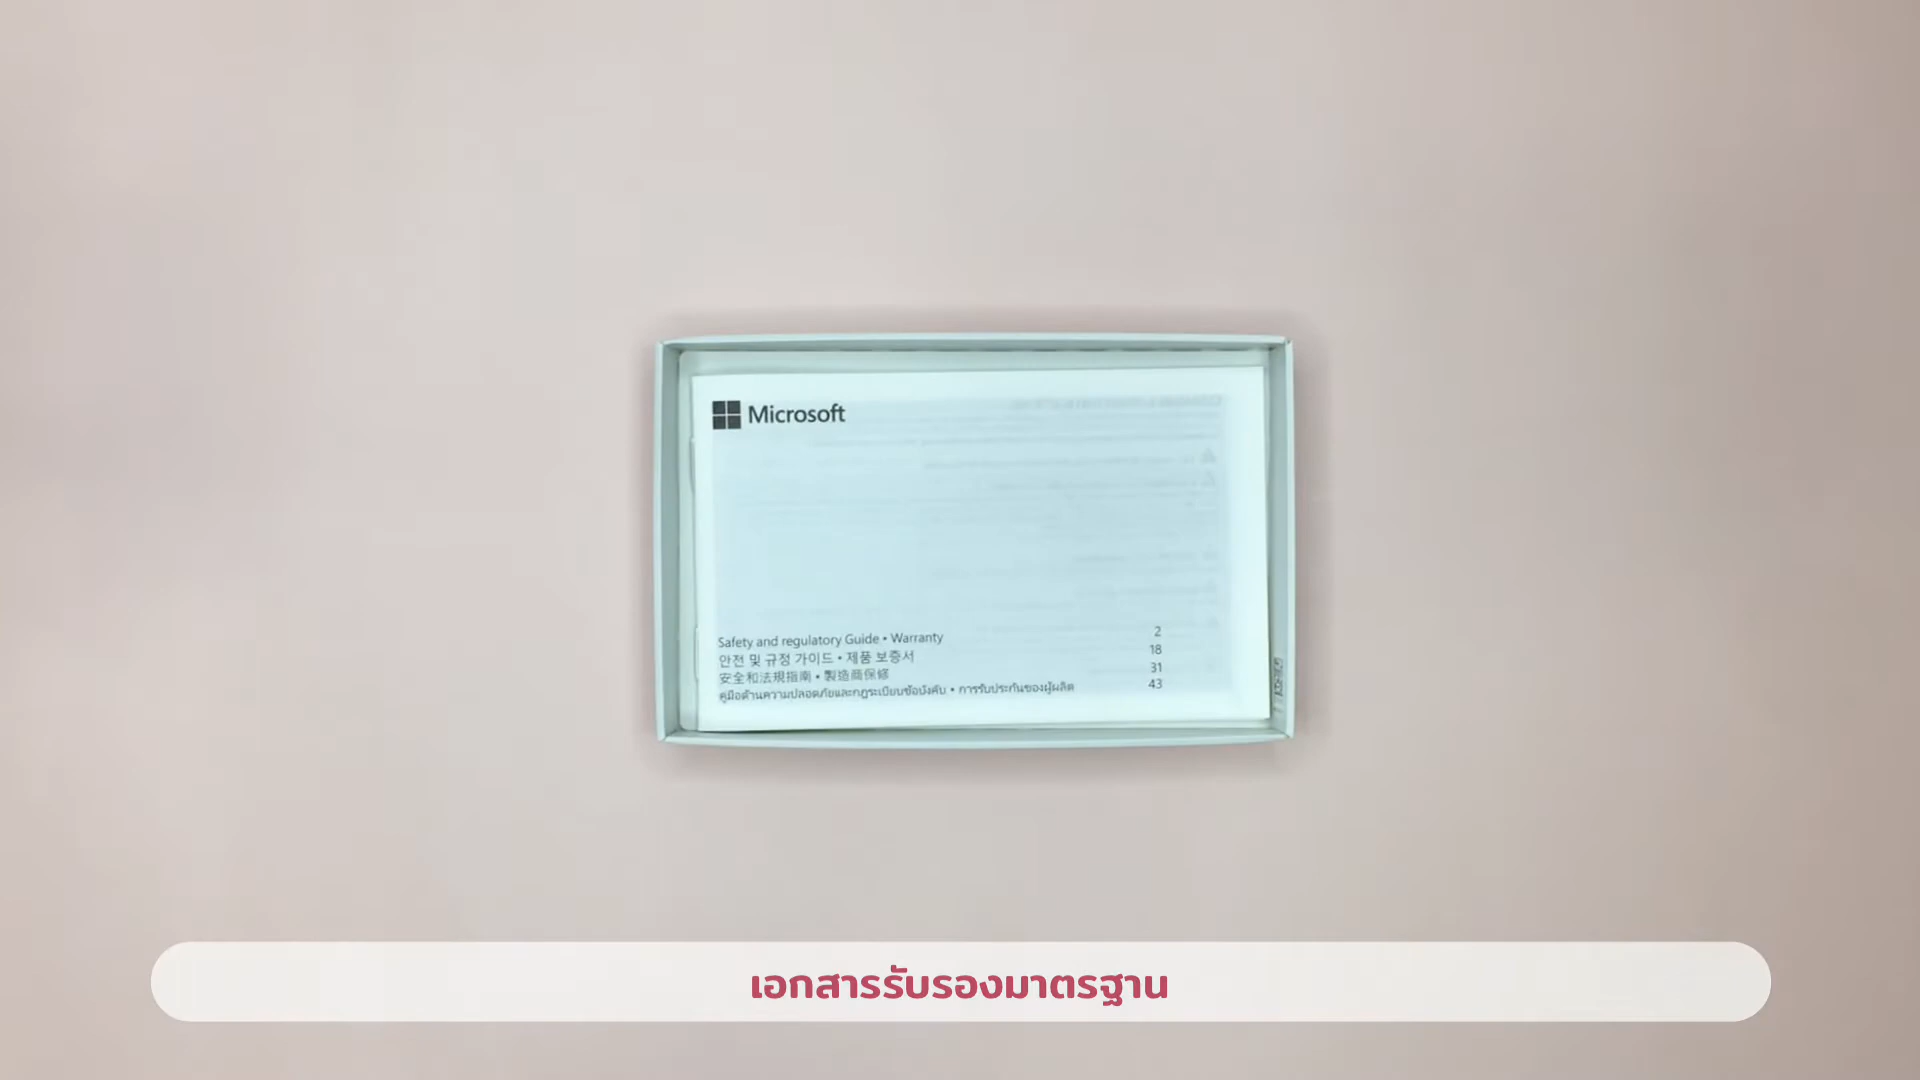 Microsoft
Safety and regulatory Guide • Warranty 2
안전 및 규정 가이드 • 제품 보증서 18
安全和法規指南 • 製造商保修 31
คู่มือด้านความปลอดภัยและกฎระเบียบข้อบังคับ • การรับประกันของผู้ผลิต 43
เอกสารรับรองมาตรฐาน